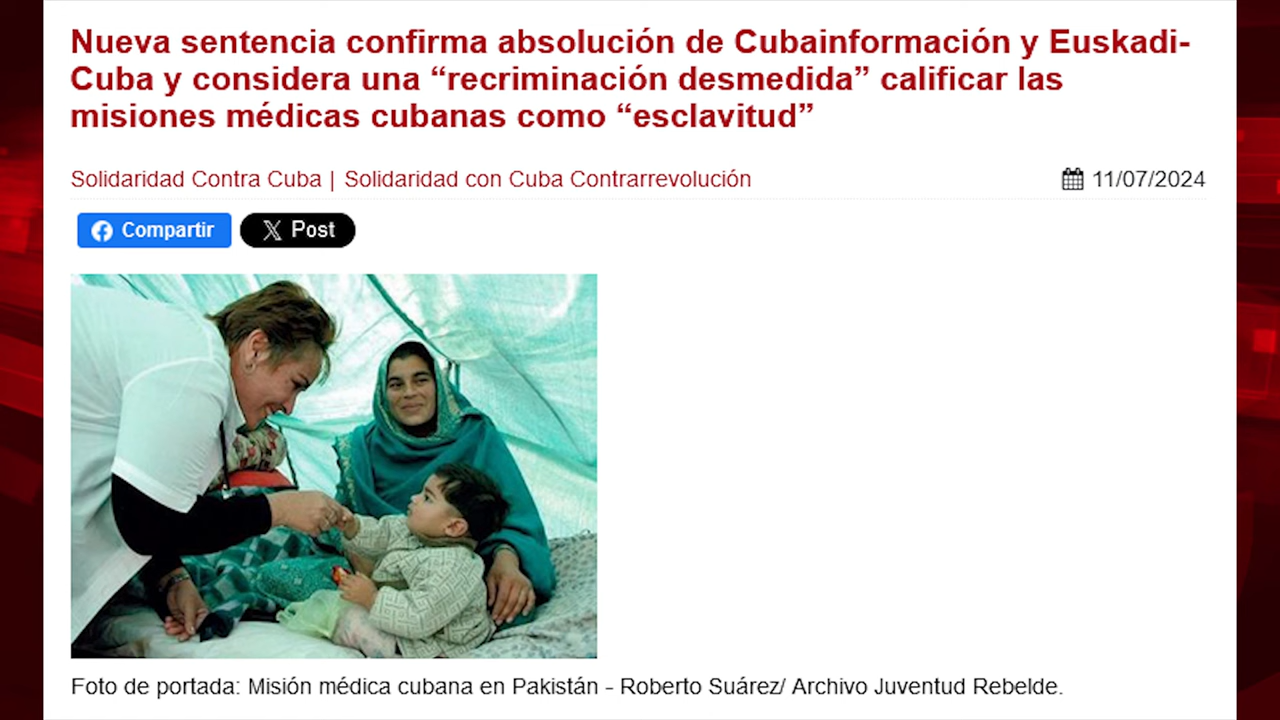 Nueva sentencia confirma absolución de Cubainformación y Euskadi-
Cuba y considera una “recriminación desmedida” calificar las
misiones médicas cubanas como “esclavitud”
Solidaridad Contra Cuba | Solidaridad con Cuba Contrarrevolución
11/07/2024
Compartir
Post
Foto de portada: Misión médica cubana en Pakistán - Roberto Suárez/ Archivo Juventud Rebelde.